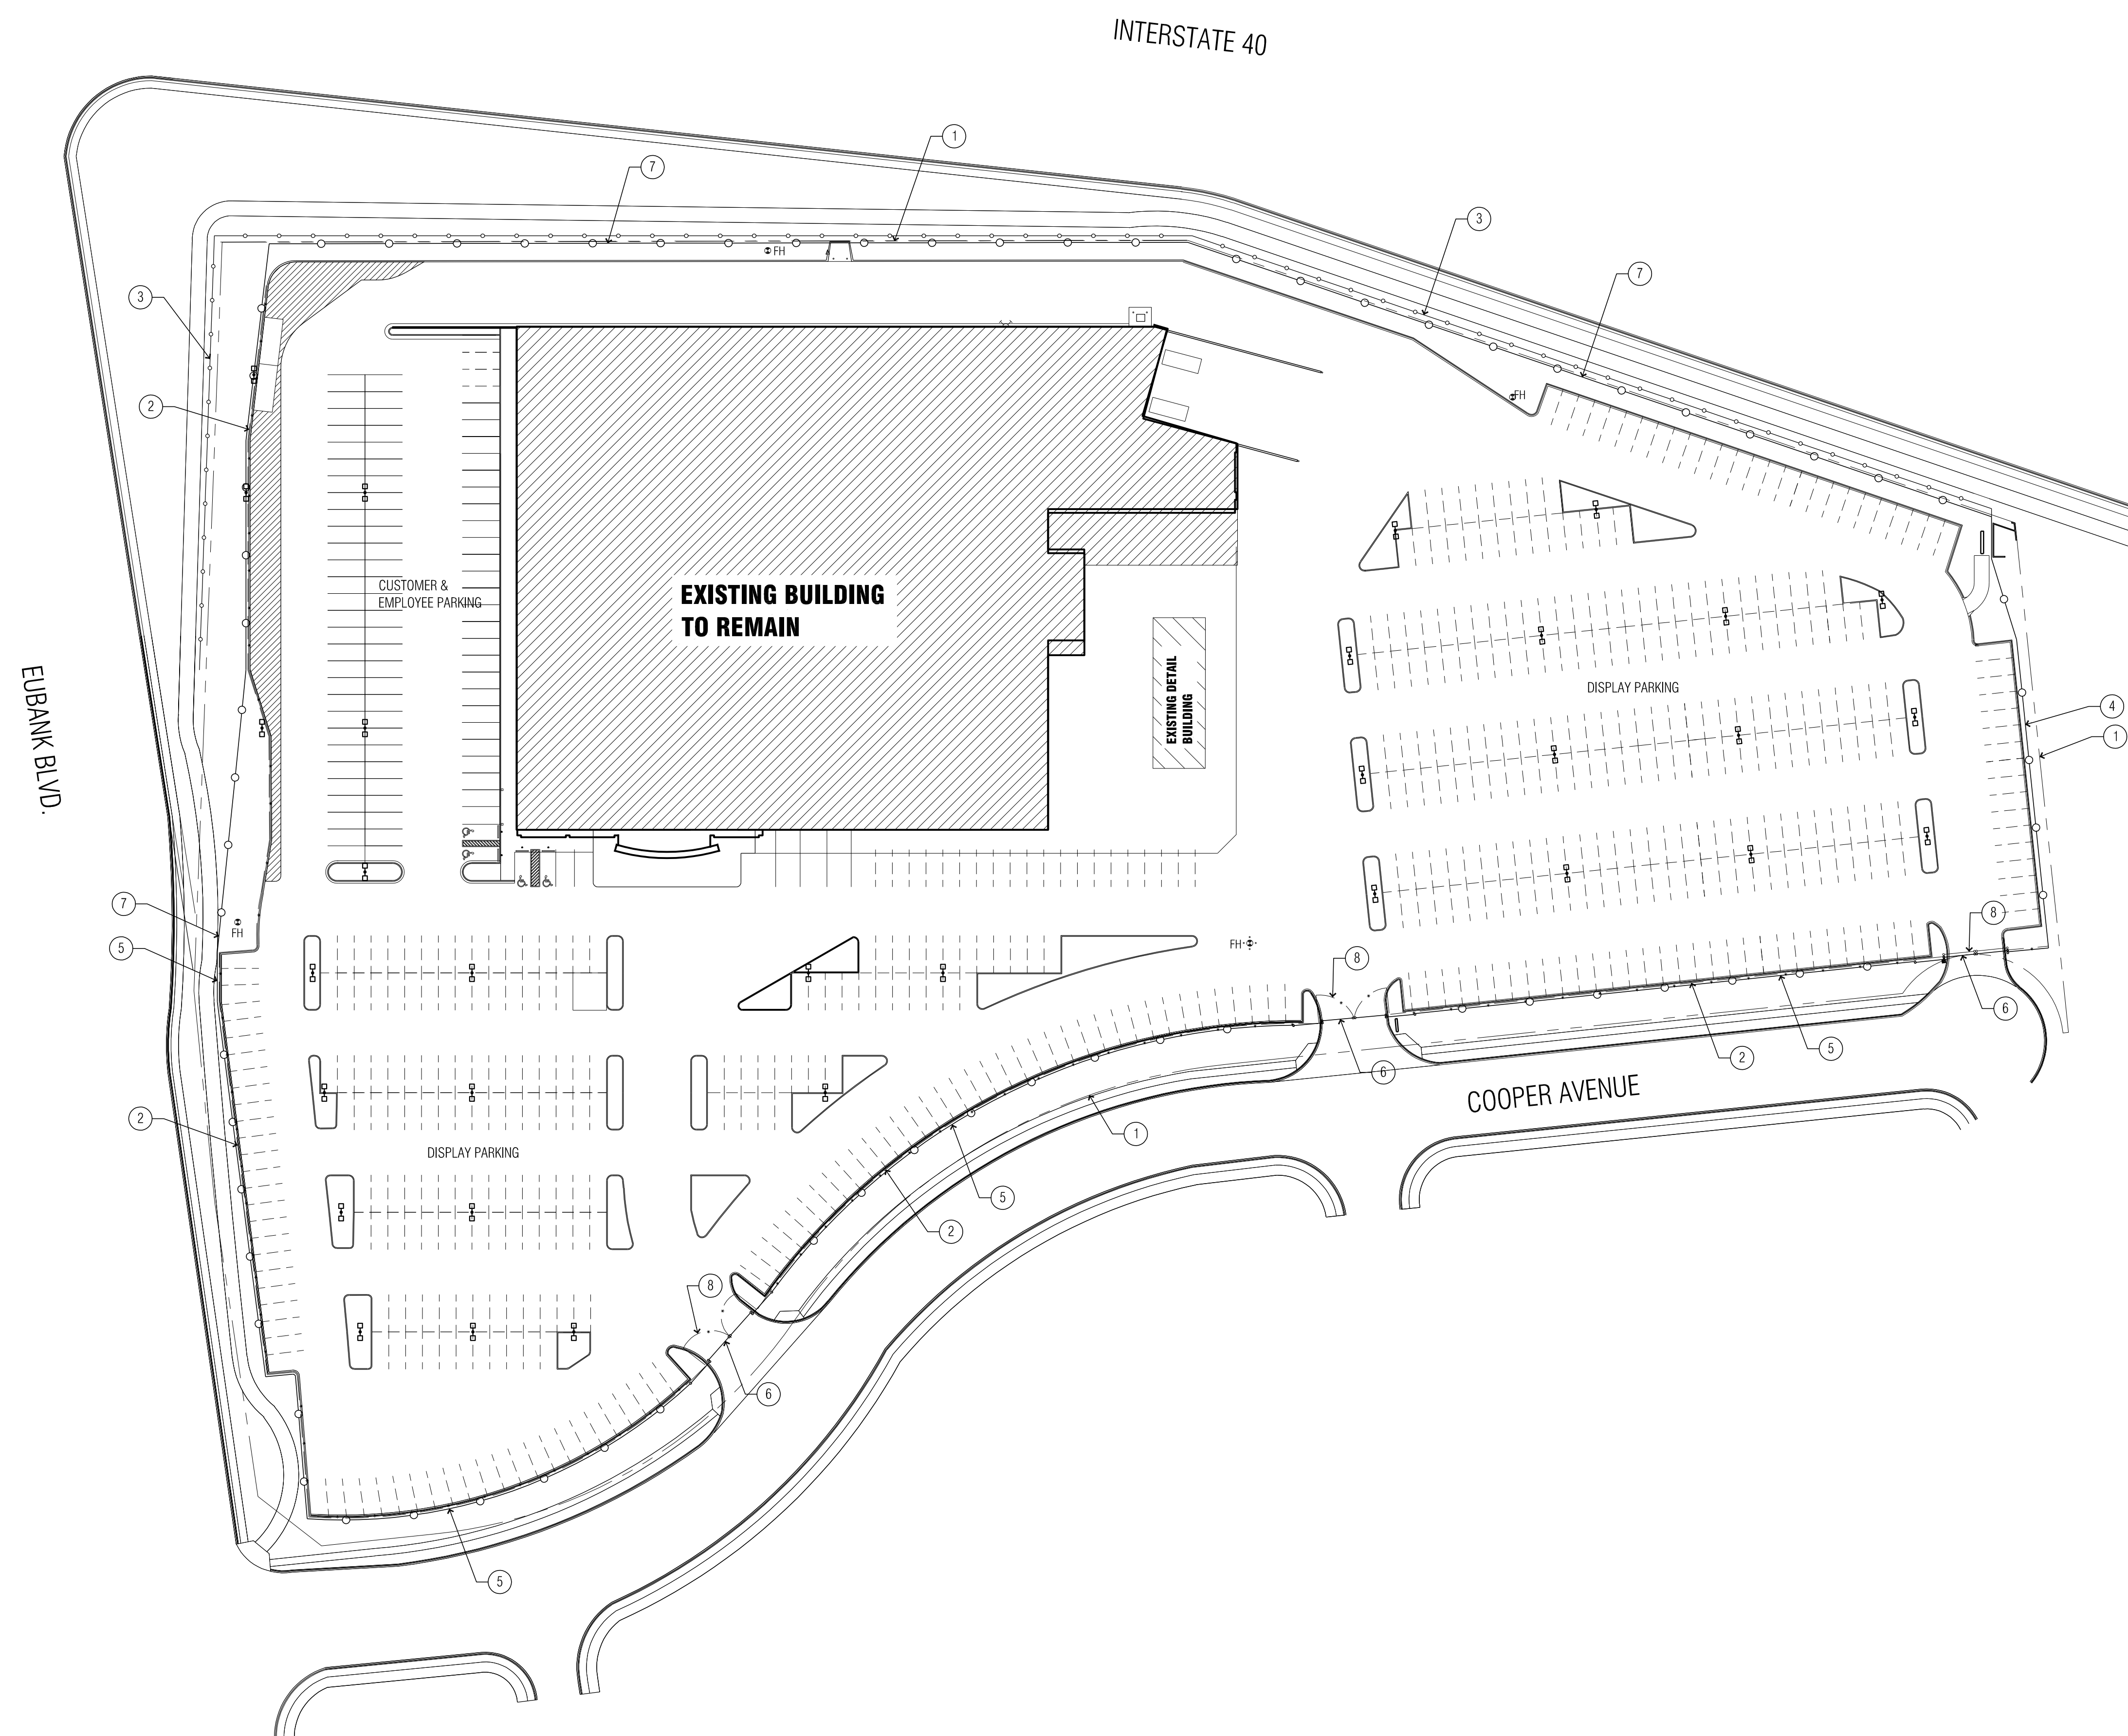 INTERSTATE 40
1
7
3
7
FH
3
FH
2
CUSTOMER &
EMPLOYEE PARKING
EXISTING BUILDING
TO REMAIN
EXISTING DETAIL
BUILDING
DISPLAY PARKING
4
1
EUBANK BLVD.
7
FH
5
FH
8
8
6
2
5
6
COOPER AVENUE
2
1
DISPLAY PARKING
5
2
8
6
5